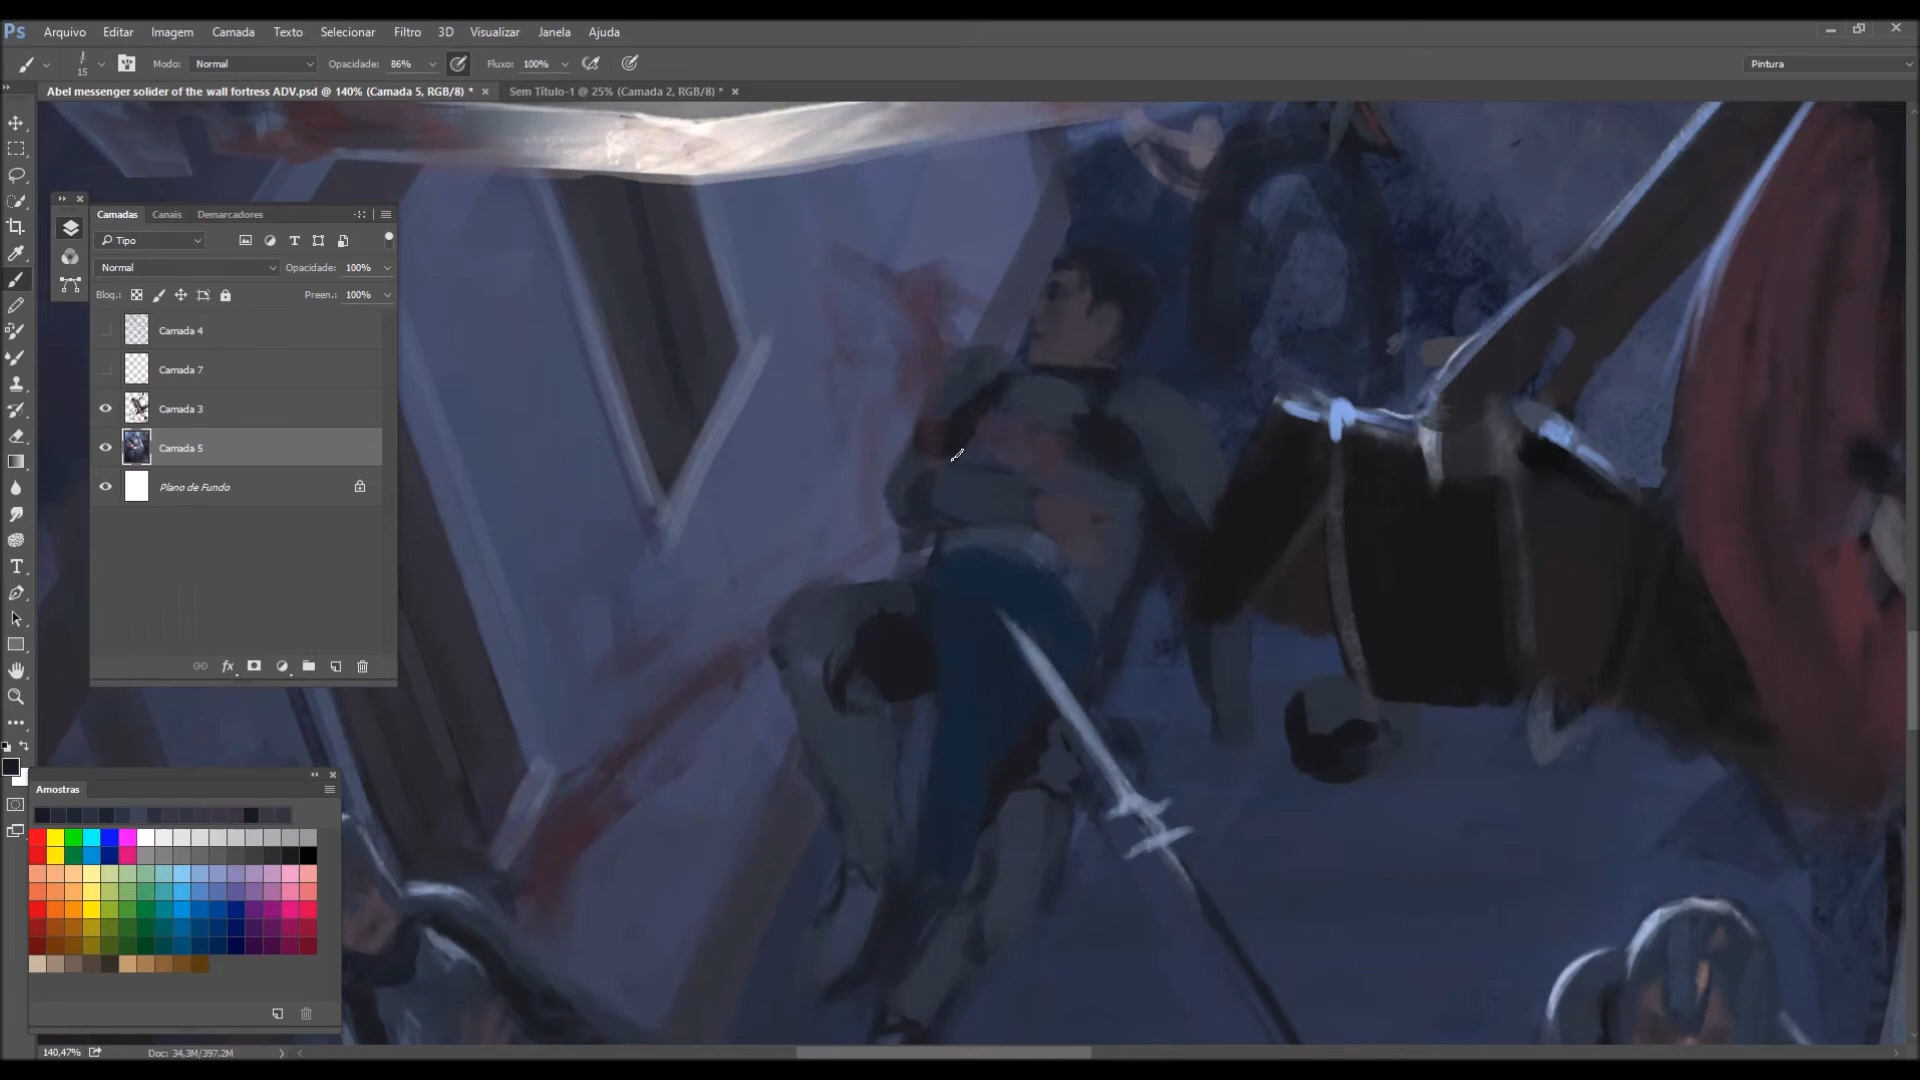 Ps Arquivo Editar Imagem Camada Texto Selecionar Filtro 3D Visualizar Janela Ajuda
15 Modo: Normal Opacidade: 86% Fluxo: 100% Pintura
Abel messenger solider of the wall fortress ADV.psd @ 140% (Camada 5, RGB/8) * Sem Título-1 @ 25% (Camada 2, RGB/8) *
Camadas Canais Demarcadores
Tipo
Normal Opacidade: 100%
Bloq.: Preen.: 100%
Camada 4
Camada 7
Camada 3
Camada 5
Plano de Fundo
fx
Amostras
140,47% Doc: 34,3M/397,2M